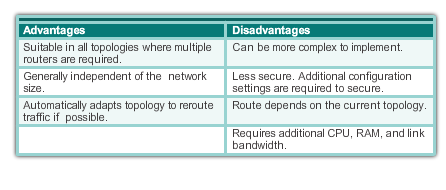 Advantages
Disadvantages
Suitable in all topologies where multiple
routers are required.
Can be more complex to implement.
Generally independent of the network
size.
Less secure. Additional configuration
settings are required to secure.
Automatically adapts topology to reroute
traffic if possible.
Route depends on the current topology.
Requires additional CPU, RAM, and link
bandwidth.